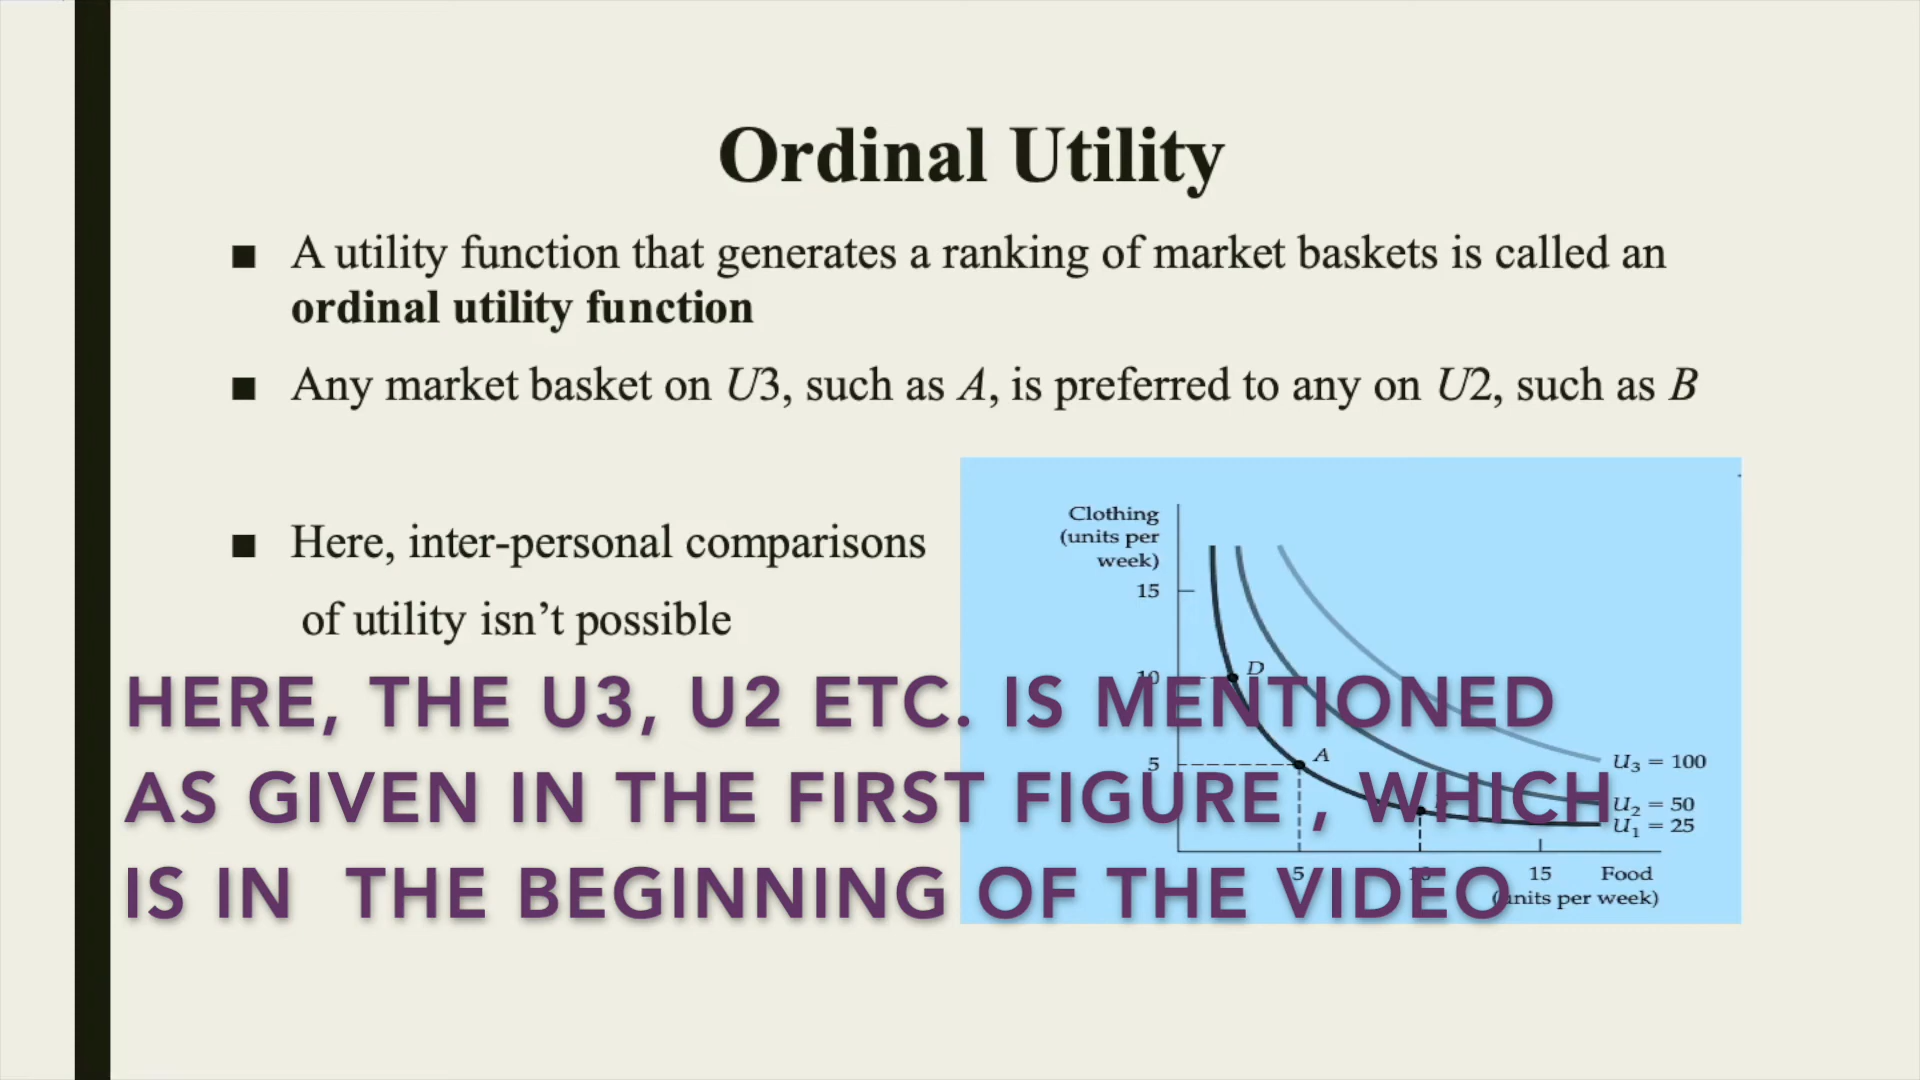 Ordinal Utility
■ A utility function that generates a ranking of market baskets is called an
ordinal utility function
■ Any market basket on U3, such as A, is preferred to any on U2, such as B
■ Here, inter-personal comparisons
of utility isn't possible
HERE, THE U3, U2 ETC. IS MENTIONED
AS GIVEN IN THE FIRST FIGURE , WHICH
IS IN THE BEGINNING OF THE VIDEO
Clothing
(units per
week)
15
10
5
D
A
U₃ = 100
U₂ = 50
U₁ = 25
5
10
15
Food
(units per week)